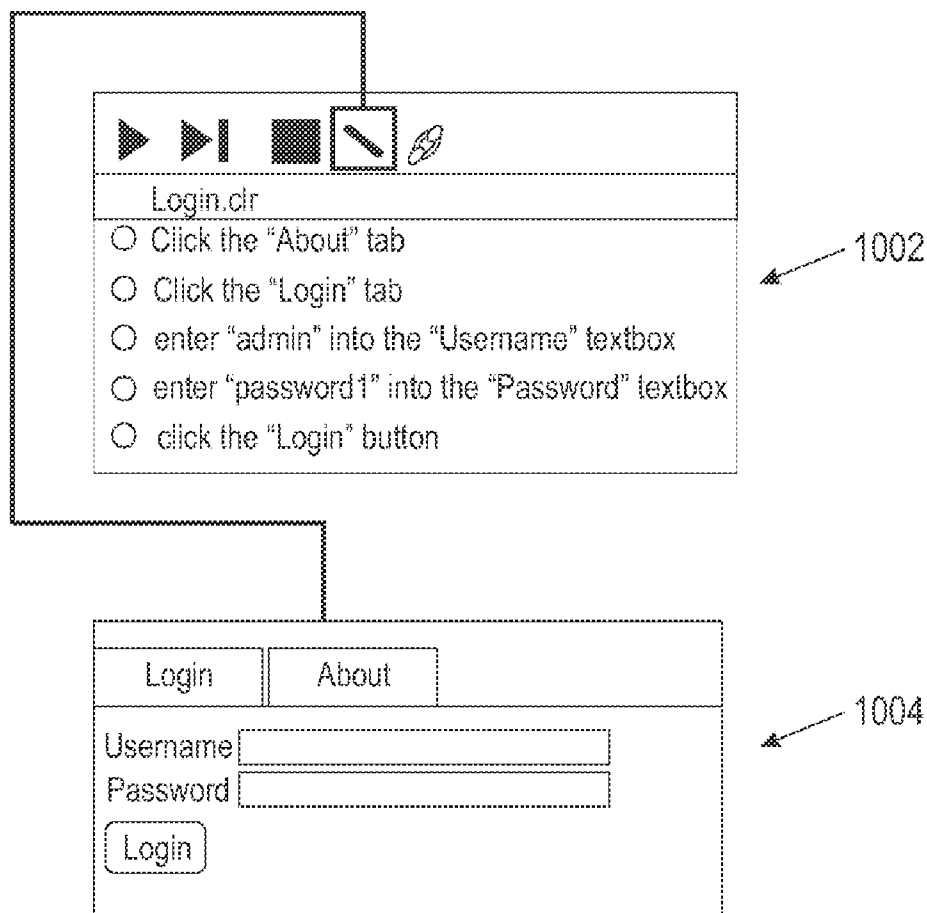 Login.clr
Click the “About” tab
1002
Click the “Login” tab
enter “admin” into the “Username” textbox
enter “password1” into the “Password” textbox
click the “Login” button
Login About
1004
Username
Password
Login